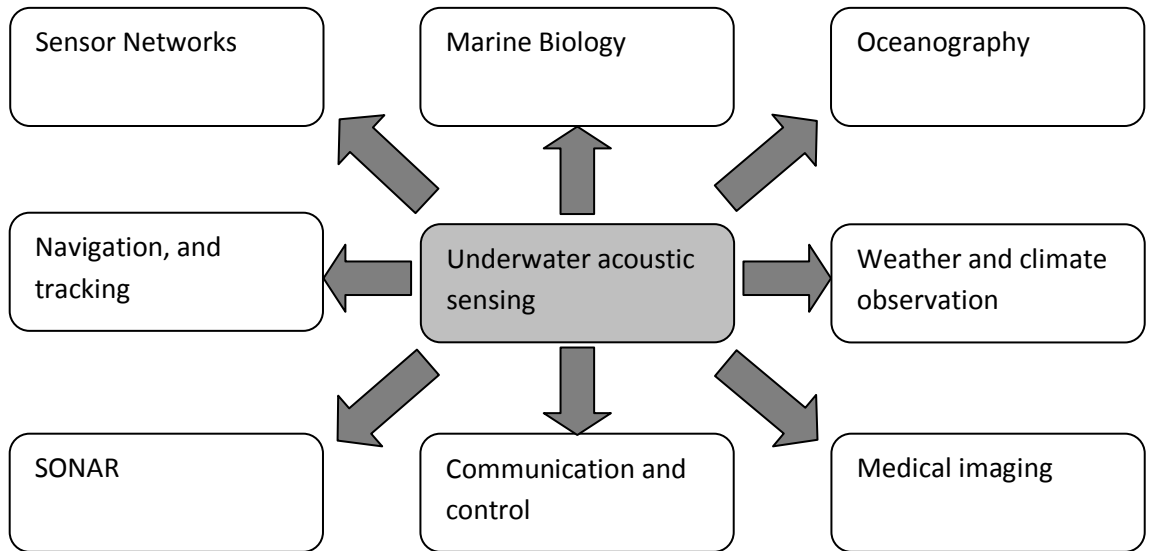 Sensor Networks
Marine Biology
Oceanography
Navigation, and
tracking
Underwater acoustic
sensing
Weather and climate
observation
SONAR
Communication and
control
Medical imaging